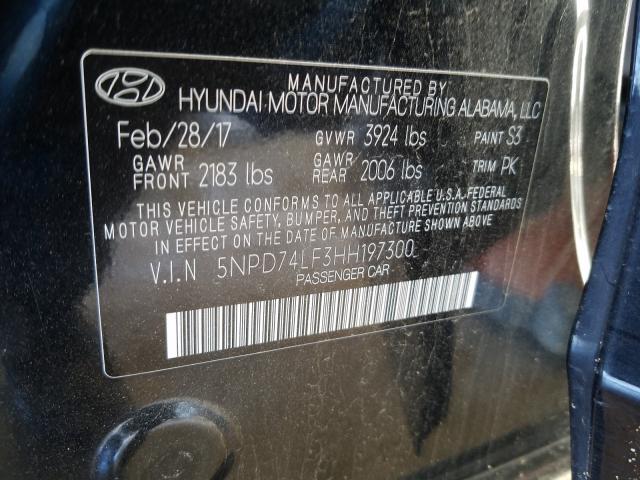 MANUFACTURED BY
HYUNDAI MOTOR MANUFACTURING ALABAMA, LLC
Feb/28/17 GVWR 3924 lbs PAINT S3
GAWR FRONT 2183 lbs GAWR/ REAR 2006 lbs TRIM PK
THIS VEHICLE CONFORMS TO ALL APPLICABLE U.S.A. FEDERAL
MOTOR VEHICLE SAFETY, BUMPER, AND THEFT PREVENTION STANDARDS
IN EFFECT ON THE DATE OF MANUFACTURE SHOWN ABOVE.
V.I.N 5NPD74LF3HH197300
PASSENGER CAR